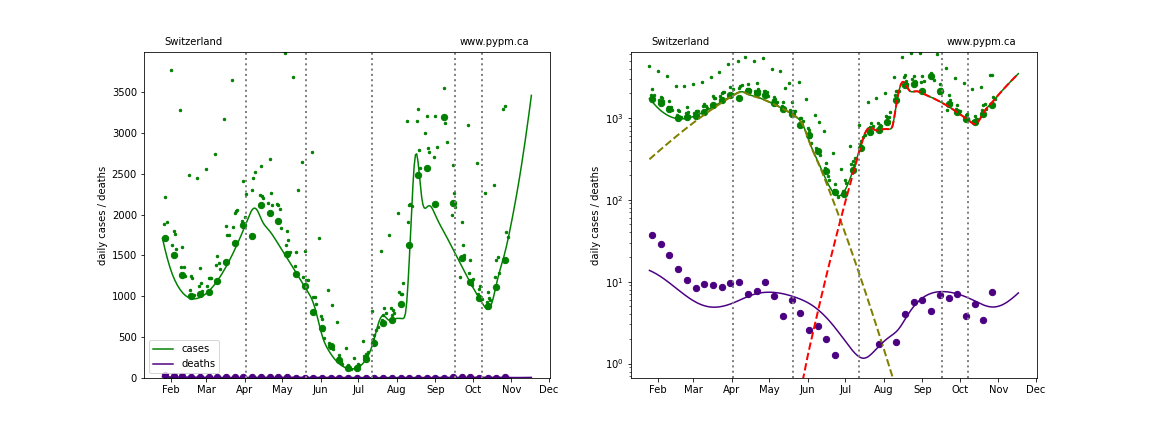 Switzerland www.pypm.ca
daily cases / deaths
3500
3000
2500
2000
1500
1000
500
0
cases
deaths
Feb Mar Apr May Jun Jul Aug Sep Oct Nov Dec
Switzerland www.pypm.ca
daily cases / deaths
10³
10²
10¹
10⁰
Feb Mar Apr May Jun Jul Aug Sep Oct Nov Dec